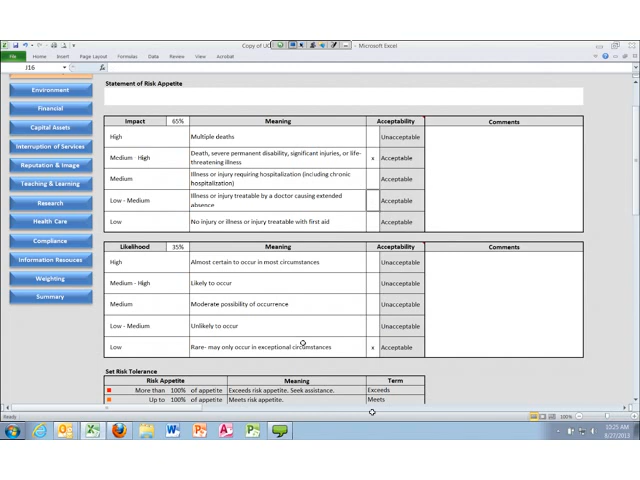 Copy of UE
- Microsoft Excel
File Home Insert Page Layout Formulas Data Review View Acrobat
J16
fx
Statement of Risk Appetite
Environment
Financial
Capital Assets
Interruption of Services
Reputation & Image
Teaching & Learning
Research
Health Care
Compliance
Information Resouces
Weighting
Summary
Impact 65% Meaning Acceptability Comments
High Multiple deaths Unacceptable
Medium - High Death, severe permanent disability, significant injuries, or life-
threatening illness x Acceptable
Medium Illness or injury requiring hospitalization (including chronic
hospitalization) Acceptable
Low - Medium Illness or injury treatable by a doctor causing extended
absence Acceptable
Low No injury or illness or injury treatable with first aid Acceptable
Likelihood 35% Meaning Acceptability Comments
High Almost certain to occur in most circumstances Unacceptable
Medium - High Likely to occur Unacceptable
Medium Moderate possibility of occurrence Unacceptable
Low - Medium Unlikely to occur Unacceptable
Low Rare- may only occur in exceptional circumstances x Acceptable
Set Risk Tolerance
Risk Appetite Meaning Term
More than 100% of appetite Exceeds risk appetite. Seek assistance. Exceeds
Up to 100% of appetite Meets risk appetite. Meets
Ready
100%
10:25 AM
8/27/2013